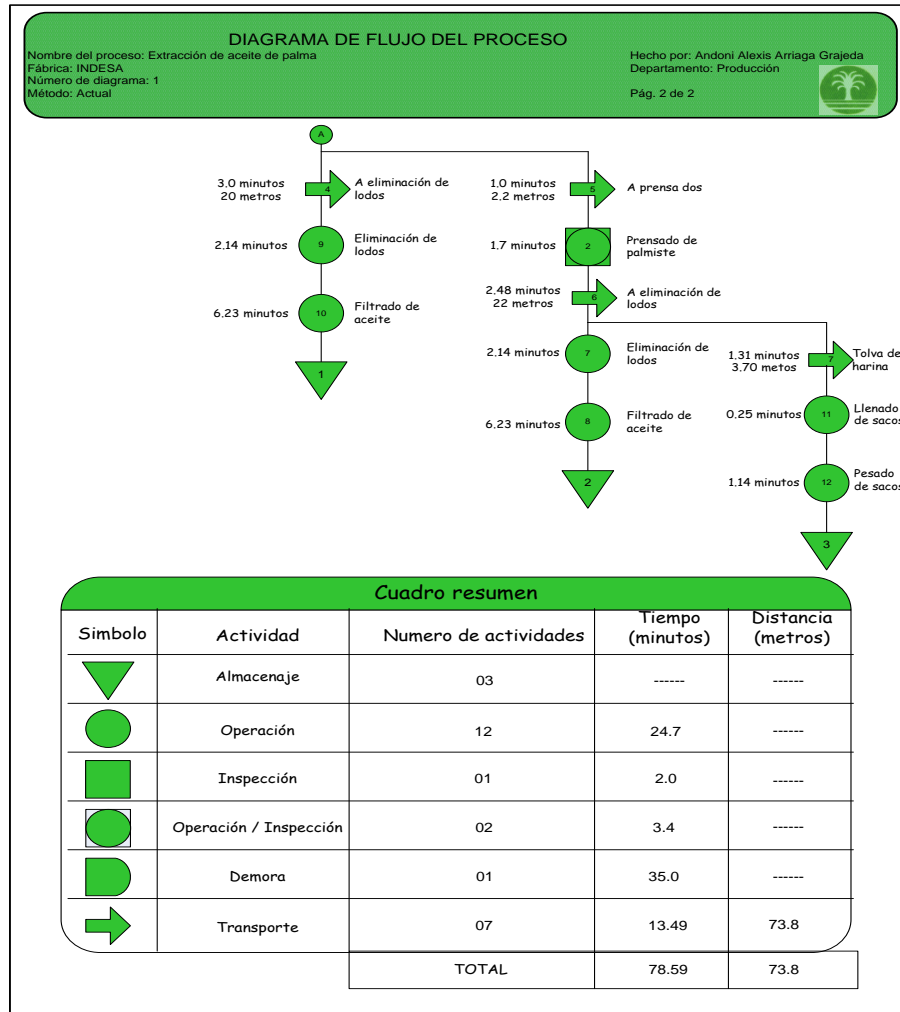 DIAGRAMA DE FLUJO DEL PROCESO
Nombre del proceso: Extracción de aceite de palma
Fábrica: INDESA
Número de diagrama: 1
Método: Actual
Hecho por: Andoni Alexis Arriaga Grajeda
Departamento: Producción
Pág. 2 de 2
A
3.0 minutos
20 metros
4
A eliminación de
lodos
1.0 minutos
2.2 metros
5
A prensa dos
2.14 minutos
9
Eliminación de
lodos
1.7 minutos
2
Prensado de
palmiste
2.48 minutos
22 metros
6
A eliminación de
lodos
6.23 minutos
10
Filtrado de
aceite
1
2.14 minutos
7
Eliminación de
lodos
1.31 minutos
3.70 metos
7
Tolva de
harina
6.23 minutos
8
Filtrado de
aceite
0.25 minutos
11
Llenado
de sacos
2
1.14 minutos
12
Pesado
de sacos
3
Cuadro resumen
Simbolo Actividad Numero de actividades Tiempo (minutos) Distancia (metros)
Almacenaje 03 ------ ------
Operación 12 24.7 ------
Inspección 01 2.0 ------
Operación / Inspección 02 3.4 ------
Demora 01 35.0 ------
Transporte 07 13.49 73.8
TOTAL 78.59 73.8